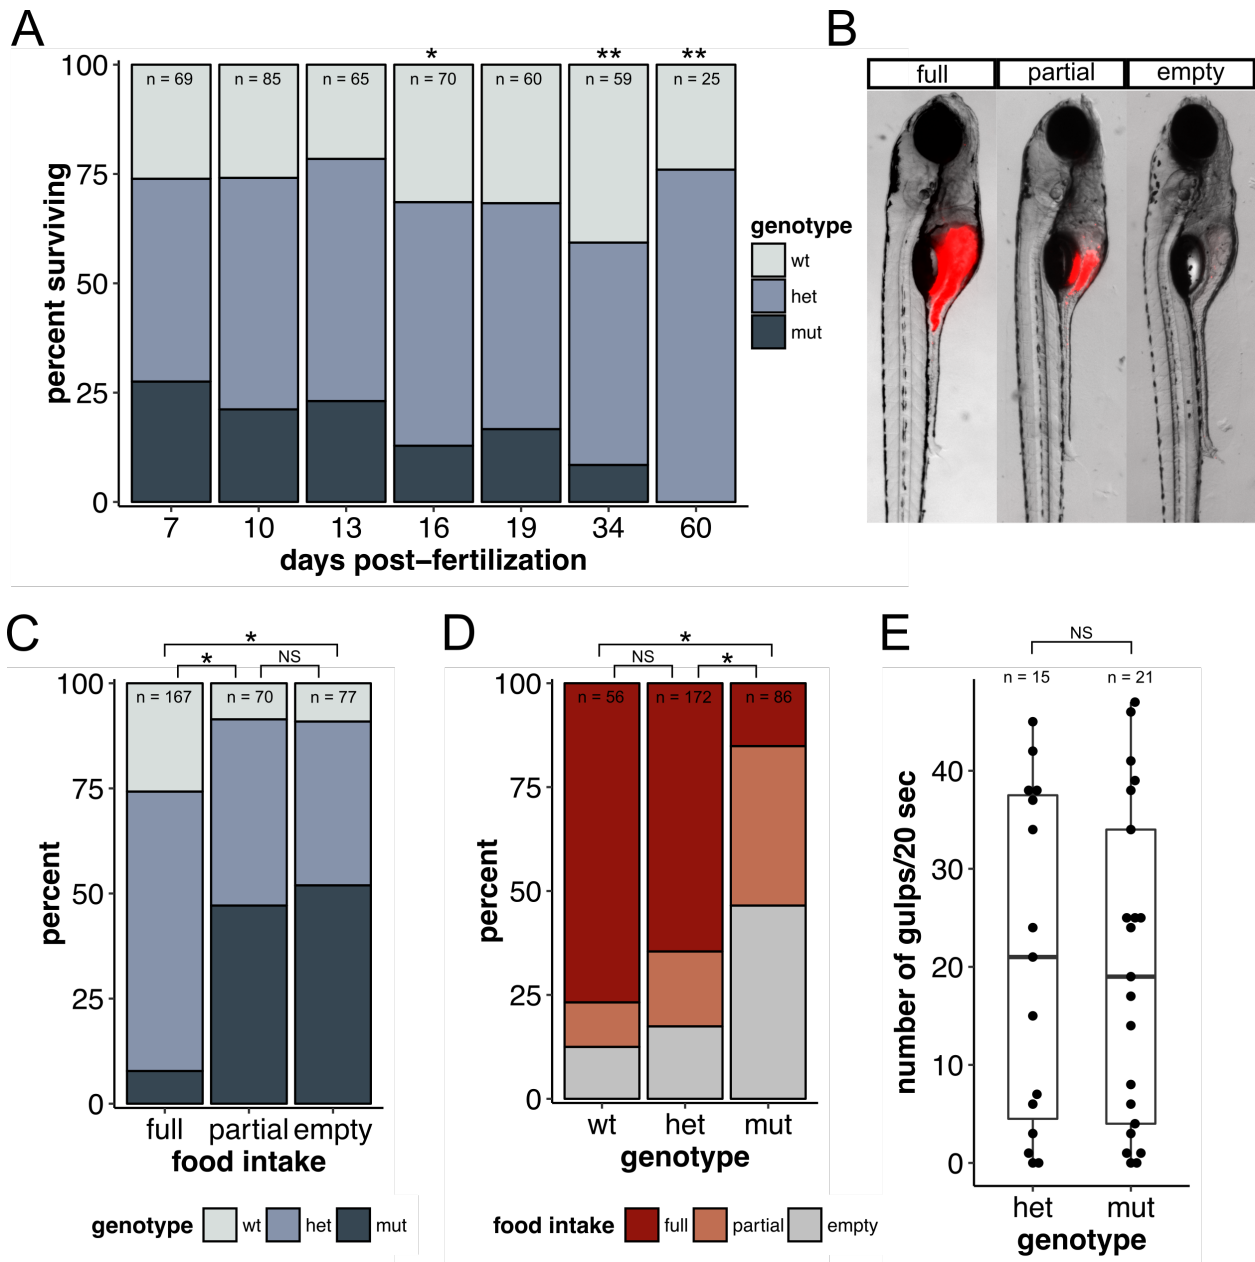 A
* ** **
100
75
50
25
0
n = 69 n = 85 n = 65 n = 70 n = 60 n = 59 n = 25
percent surviving
7 10 13 16 19 34 60
days post–fertilization
genotype
wt
het
mut
B
full partial empty
C
*
* NS
100
75
50
25
0
n = 167 n = 70 n = 77
percent
full partial empty
food intake
genotype wt het mut
D
*
NS *
100
75
50
25
0
n = 56 n = 172 n = 86
percent
wt het mut
genotype
food intake full partial empty
E
NS
n = 15 n = 21
40
30
20
10
0
number of gulps/20 sec
het mut
genotype